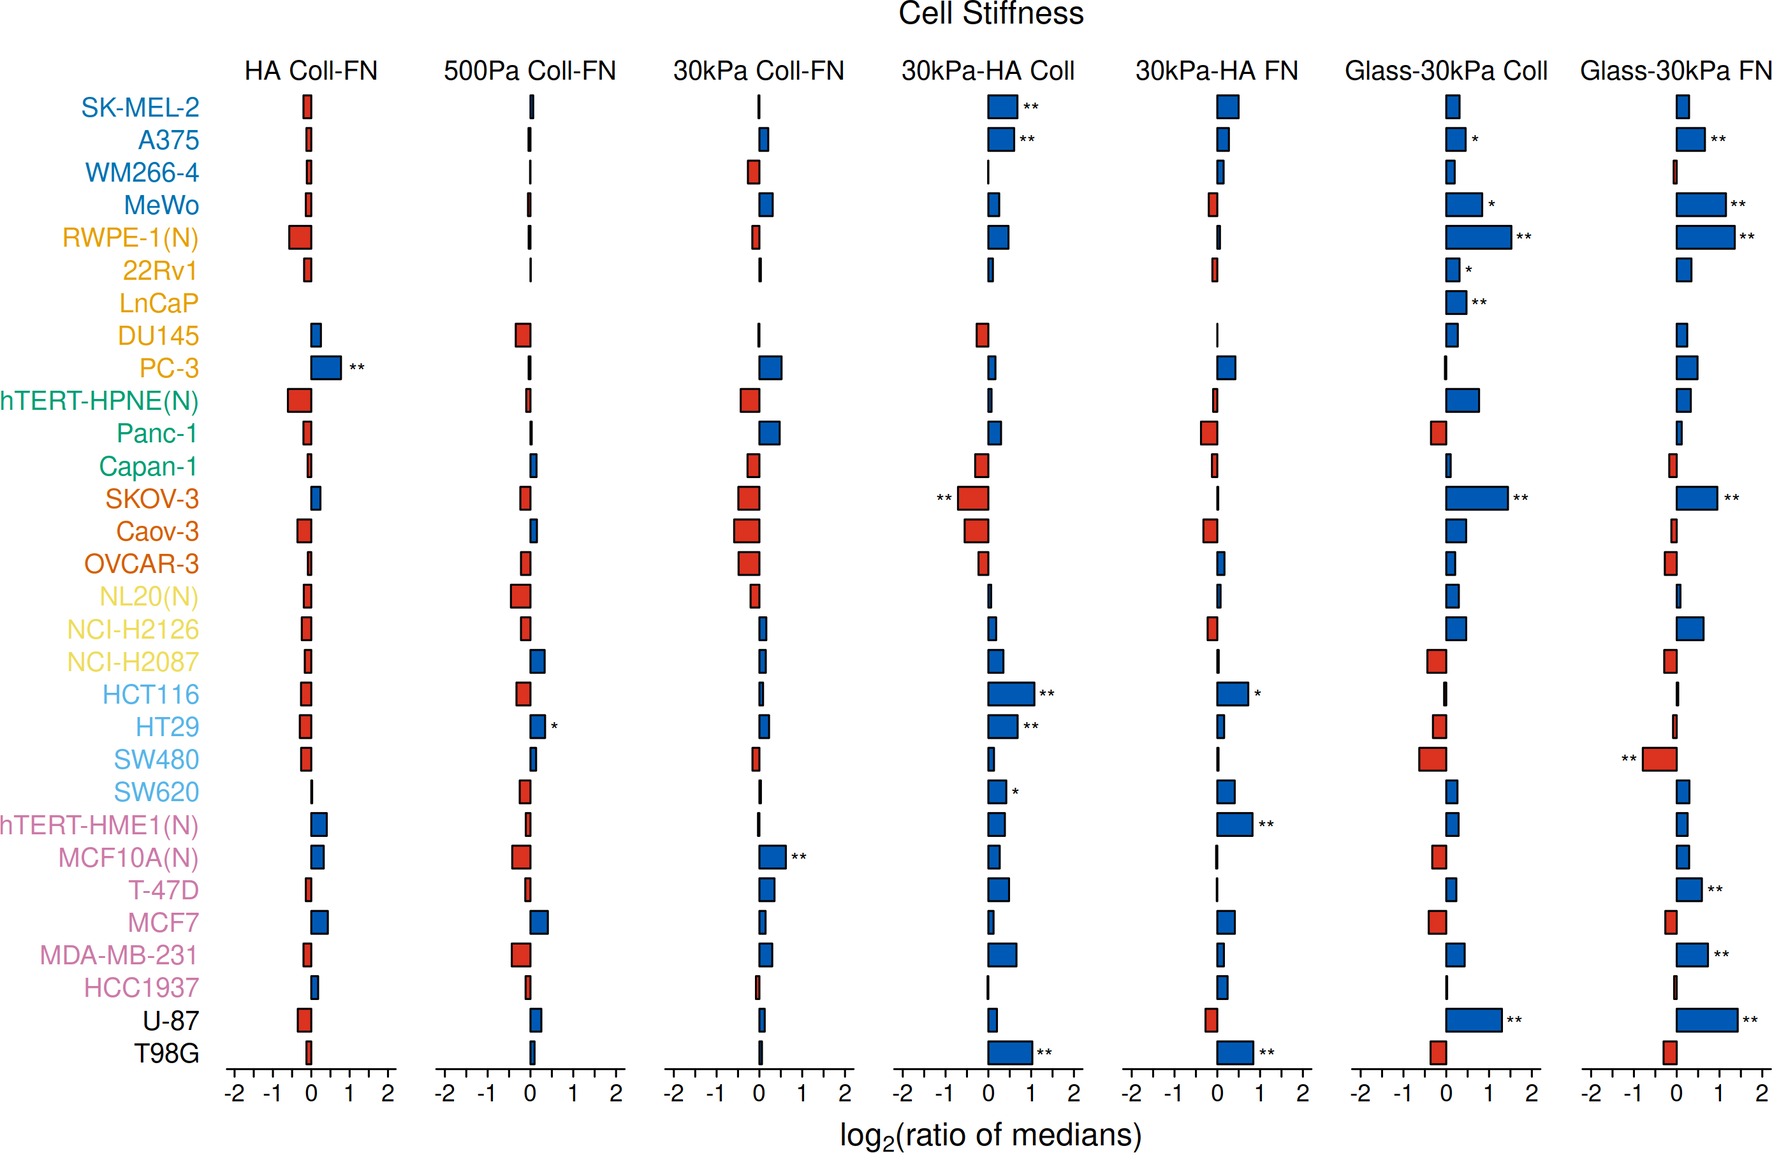 Cell Stiffness
HA Coll-FN 500Pa Coll-FN 30kPa Coll-FN 30kPa-HA Coll 30kPa-HA FN Glass-30kPa Coll Glass-30kPa FN
SK-MEL-2 **
A375 ** * **
WM266-4
MeWo * **
RWPE-1(N) ** **
22Rv1 *
LnCaP **
DU145
PC-3 **
hTERT-HPNE(N)
Panc-1
Capan-1
SKOV-3 ** ** **
Caov-3
OVCAR-3
NL20(N)
NCI-H2126
NCI-H2087
HCT116 ** *
HT29 * **
SW480 **
SW620 *
hTERT-HME1(N) **
MCF10A(N) **
T-47D **
MCF7
MDA-MB-231 **
HCC1937
U-87 ** **
T98G ** **
-2 -1 0 1 2 -2 -1 0 1 2 -2 -1 0 1 2 -2 -1 0 1 2 -2 -1 0 1 2 -2 -1 0 1 2 -2 -1 0 1 2
log₂(ratio of medians)